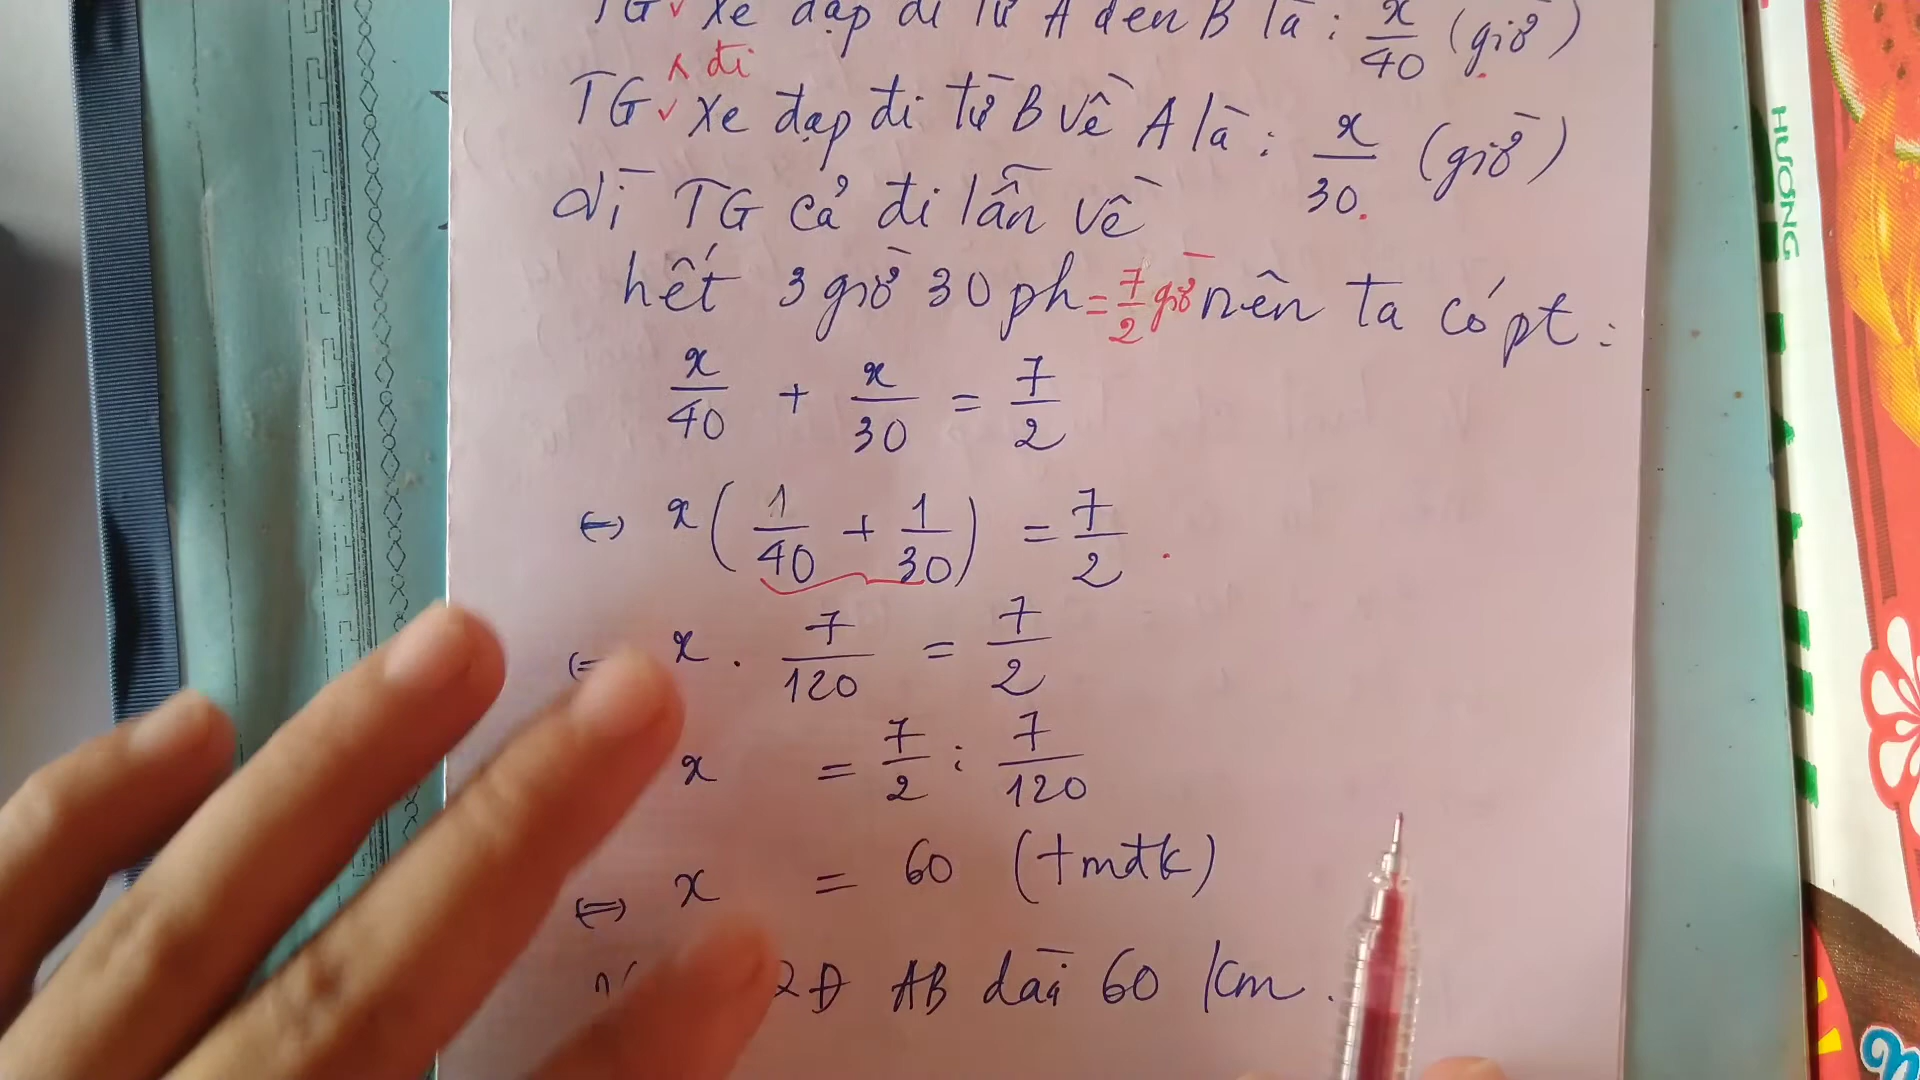 TG xe đạp đi từ A đến B là : x/40 (giờ)
đi
TG xe đạp đi từ B về A là : x/30 (giờ)
Vì TG cả đi lẫn về
hết 3 giờ 30 ph = 7/2 giờ nên ta có pt :
x/40 + x/30 = 7/2
⇔ x(1/40 + 1/30) = 7/2
⇔ x . 7/120 = 7/2
x = 7/2 : 7/120
⇔ x = 60 (tmđk)
QĐ AB dài 60 km.
HƯƠNG